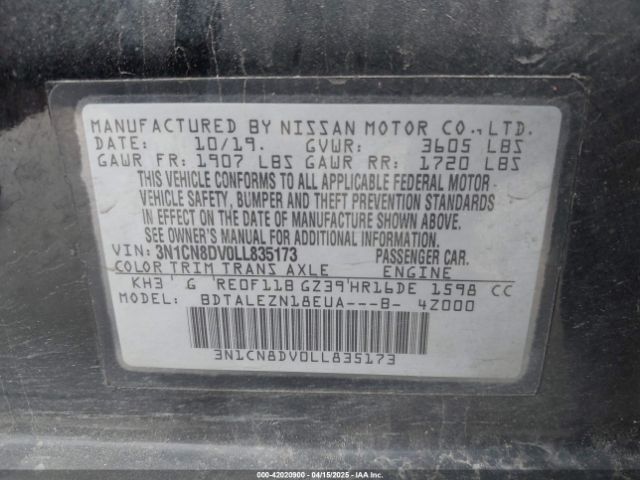 MANUFACTURED BY NISSAN MOTOR CO., LTD.
DATE: 10/19. GVWR: 3605 LBS
GAWR FR: 1907 LBS GAWR RR: 1720 LBS
THIS VEHICLE CONFORMS TO ALL APPLICABLE FEDERAL MOTOR -
VEHICLE SAFETY, BUMPER AND THEFT PREVENTION STANDARDS
IN EFFECT ON THE DATE OF MANUFACTURE SHOWN ABOVE.
SEE OWNER'S MANUAL FOR ADDITIONAL INFORMATION.
VIN: 3N1CN8DV0LL835173 PASSENGER CAR.
COLOR TRIM TRANS AXLE ENGINE
KH3 G RE0F11B GZ39 HR16DE 1598 CC
MODEL: BDTALEZN18EUA---B- 4Z000
3N1CN8DV0LL835173
000-42020900 - 04/15/2025 - IAA Inc.